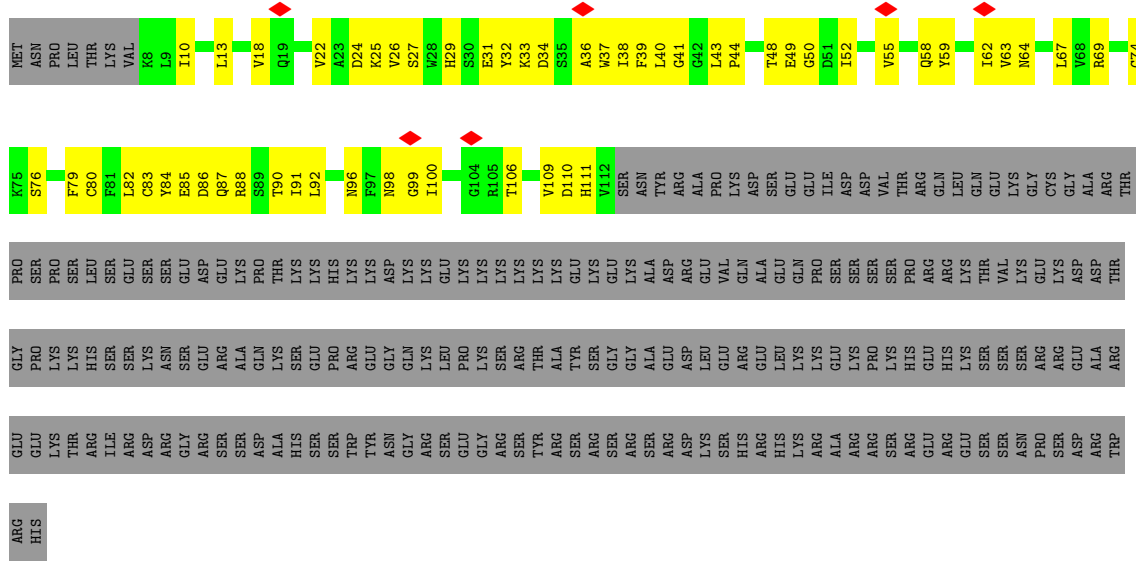 MET ASN PRO LEU THR LYS VAL K8 L9 I10 L13 V18 Q19 V22 A23 D24 K25 V26 S27 W28 H29 S30 E31 Y32 K33 D34 S35 A36 W37 I38 F39 L40 G41 G42 L43 P44 T48 E49 G50 D51 I52 V55 Q58 Y59 I62 V63 N64 L67 V68 R69
K75 S76 F79 C80 F81 L82 C83 Y84 E85 D86 Q87 R88 S89 T90 I91 L92 N96 F97 N98 G99 I100 G104 R105 T106 V109 D110 H111 V112 SER ASN TYR ARG ALA PRO LYS ASP SER GLU GLU ILE ASP ASP VAL THR ARG GLN LEU GLN GLU LYS GLY CYS GLY ALA ARG THR
PRO SER PRO SER LEU SER GLU SER SER GLU ASP GLU LYS PRO THR LYS LYS HIS LYS LYS ASP LYS LYS GLU LYS LYS LYS LYS LYS LYS GLU LYS GLU LYS ALA ASP ARG GLU VAL GLN ALA GLU GLN PRO SER SER SER SER PRO ARG ARG LYS THR VAL LYS GLU LYS ASP ASP THR
GLY PRO LYS LYS HIS SER SER LYS ASN SER GLU ARG ALA GLN LYS SER GLU PRO ARG GLU GLY GLN LYS LEU PRO LYS SER ARG THR ALA TYR SER GLY GLY ALA GLU ASP LEU GLU ARG GLU LEU LYS LYS GLU LYS PRO LYS HIS GLU HIS LYS SER SER SER ARG ARG GLU ALA ARG
GLU GLU LYS THR ARG ILE ARG ASP ARG GLY ARG SER SER ASP ALA HIS SER SER TRP TYR ASN GLY ARG SER GLU GLY ARG SER TYR ARG SER ARG SER ARG SER ARG ASP LYS SER HIS ARG HIS LYS ARG ALA ARG ARG SER ARG GLU ARG GLU SER SER ASN PRO SER ASP ARG TRP
ARG HIS